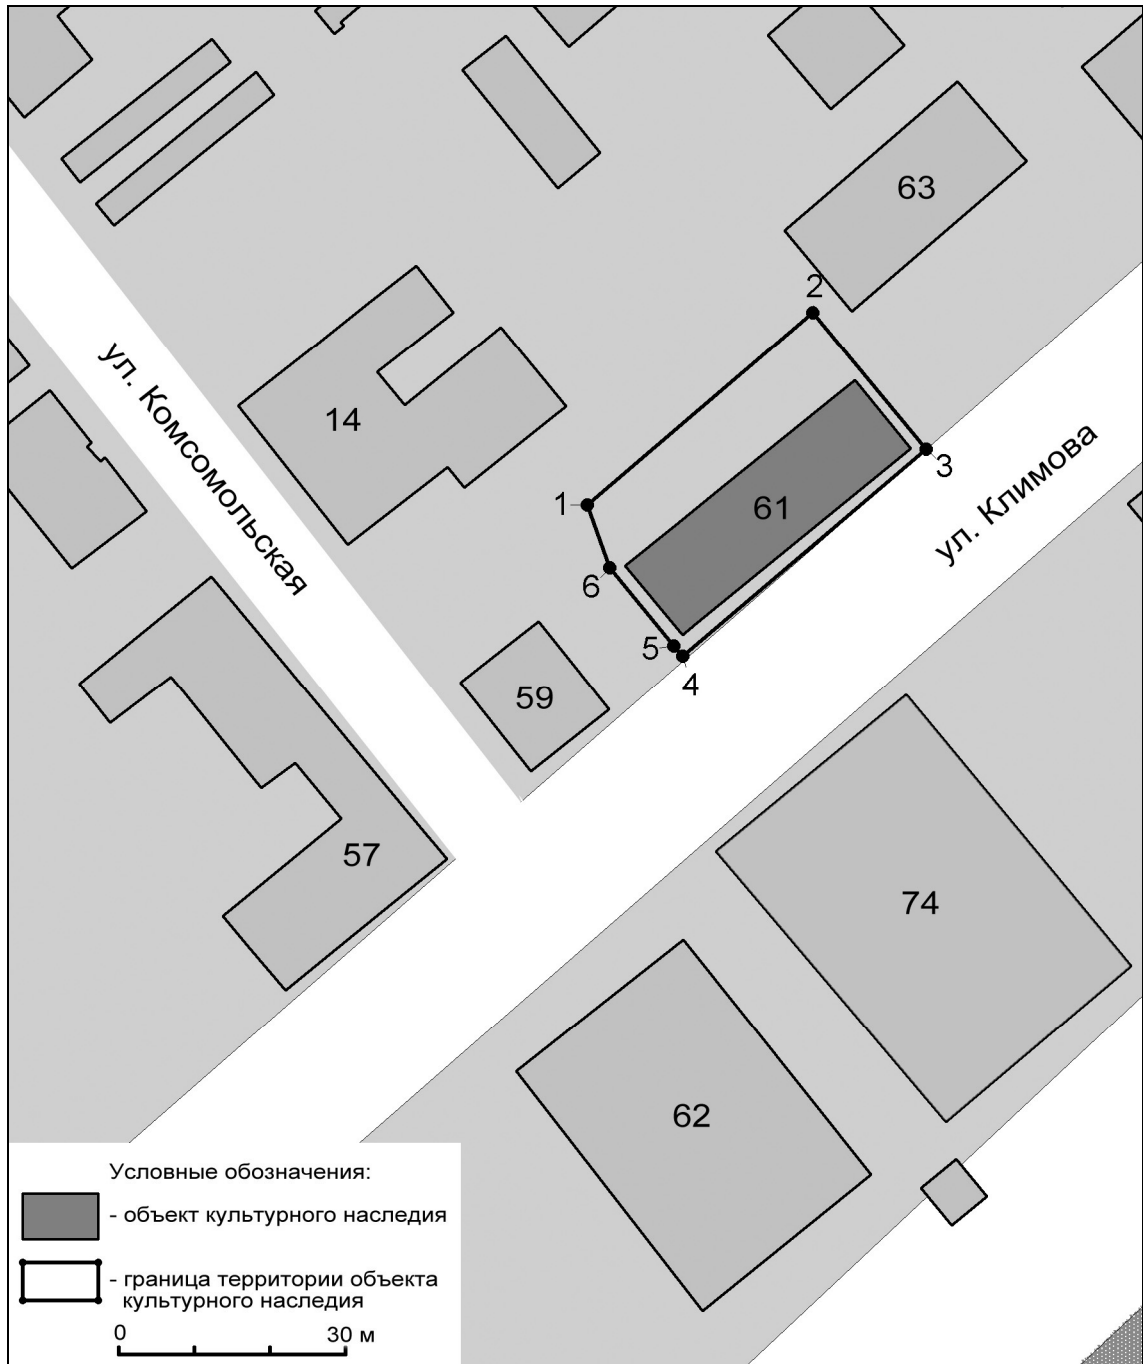 63
2
ул. Комсомольская
14
3
ул. Климова
1
61
6
5
4
59
57
74
62
Условные обозначения:
- объект культурного наследия
- граница территории объекта
культурного наследия
0 30 м